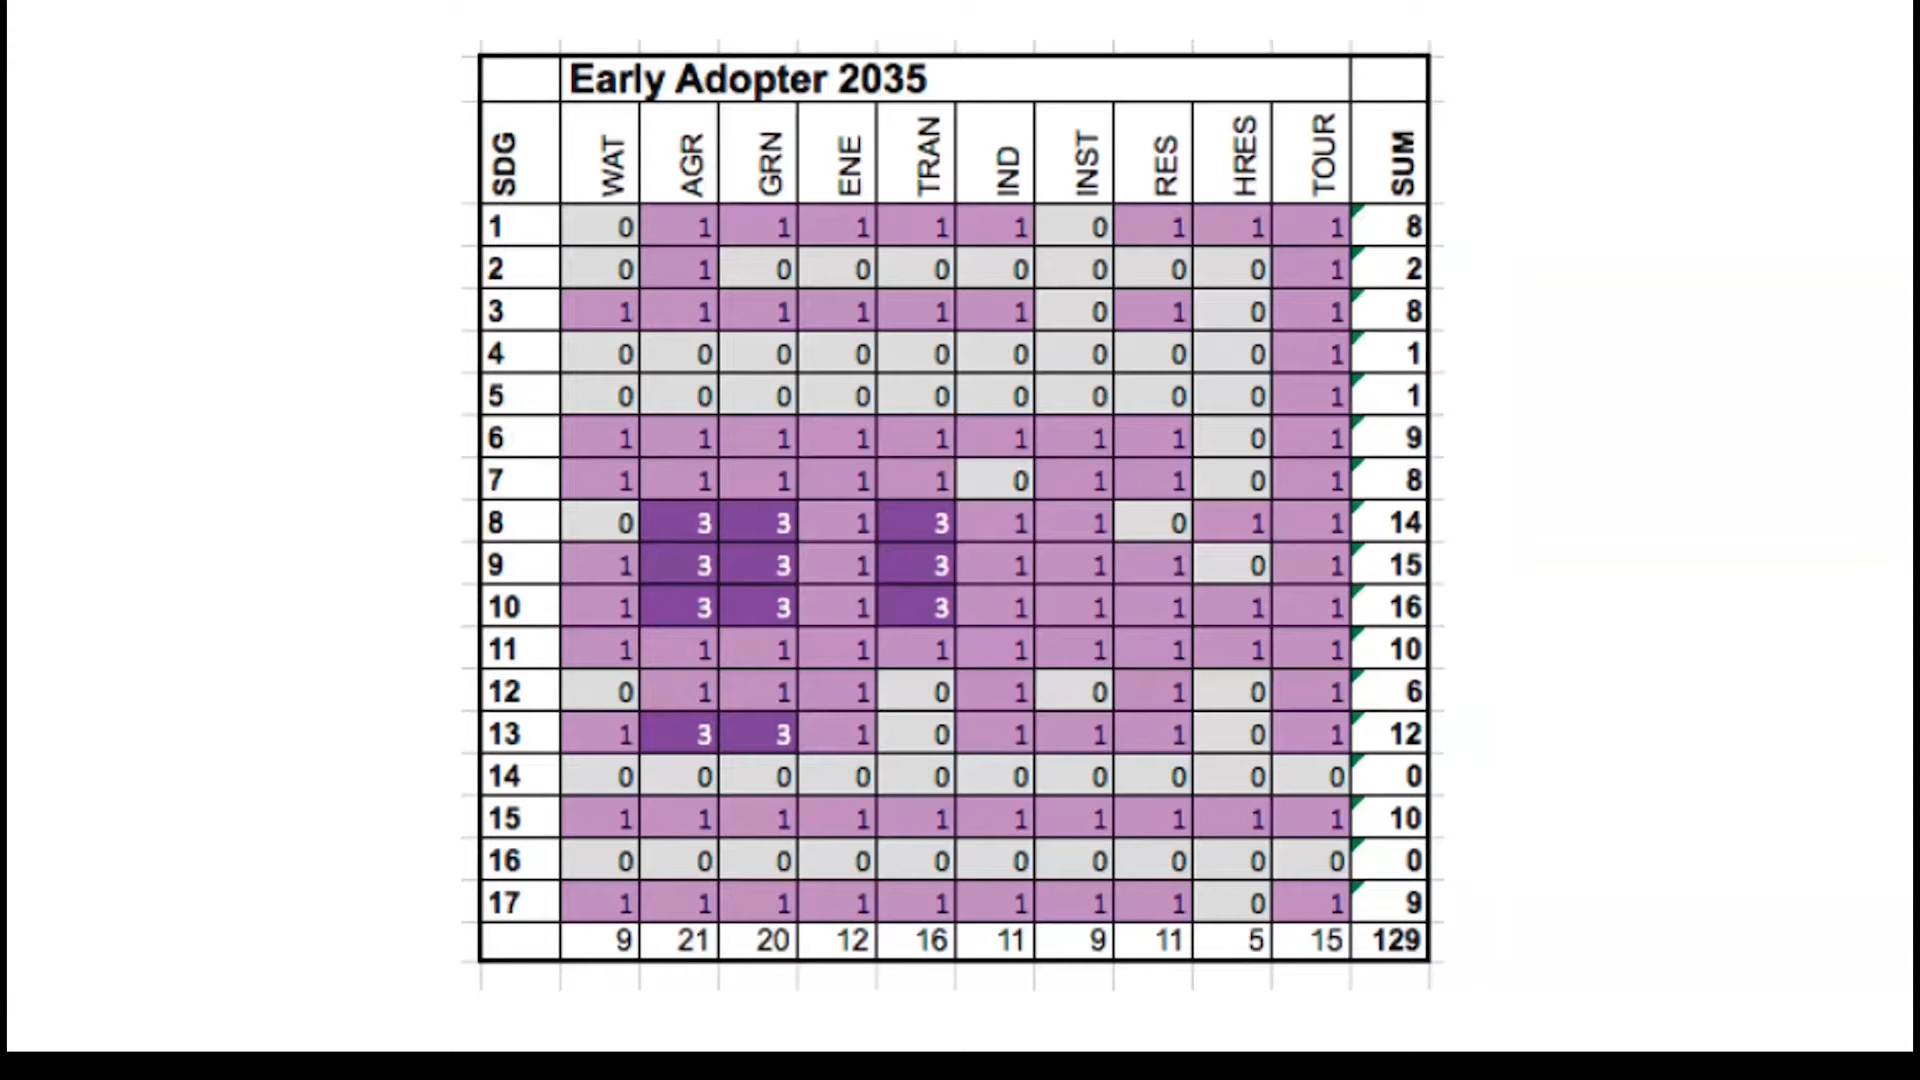 Early Adopter 2035
SDG WAT AGR GRN ENE TRAN IND INST RES HRES TOUR SUM
1 0 1 1 1 1 1 0 1 1 1 8
2 0 1 0 0 0 0 0 0 0 1 2
3 1 1 1 1 1 1 0 1 0 1 8
4 0 0 0 0 0 0 0 0 0 1 1
5 0 0 0 0 0 0 0 0 0 1 1
6 1 1 1 1 1 1 1 1 0 1 9
7 1 1 1 1 1 0 1 1 0 1 8
8 0 3 3 1 3 1 1 0 1 1 14
9 1 3 3 1 3 1 1 1 0 1 15
10 1 3 3 1 3 1 1 1 1 1 16
11 1 1 1 1 1 1 1 1 1 1 10
12 0 1 1 1 0 1 0 1 0 1 6
13 1 3 3 1 0 1 1 1 0 1 12
14 0 0 0 0 0 0 0 0 0 0 0
15 1 1 1 1 1 1 1 1 1 1 10
16 0 0 0 0 0 0 0 0 0 0 0
17 1 1 1 1 1 1 1 1 0 1 9
9 21 20 12 16 11 9 11 5 15 129